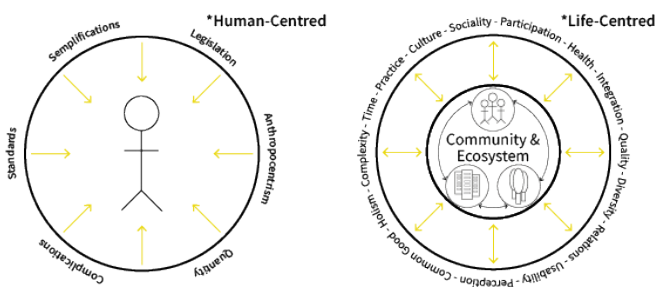 *Human-Centred
Semplifications
Legislation
Standards
Anthropocentrism
Complications
Quantity
*Life-Centred
Common Good - Holism - Complexity - Time - Practice - Culture - Sociality - Participation - Health - Integration - Quality - Diversity - Relations - Usability - Perception -
Community &
Ecosystem